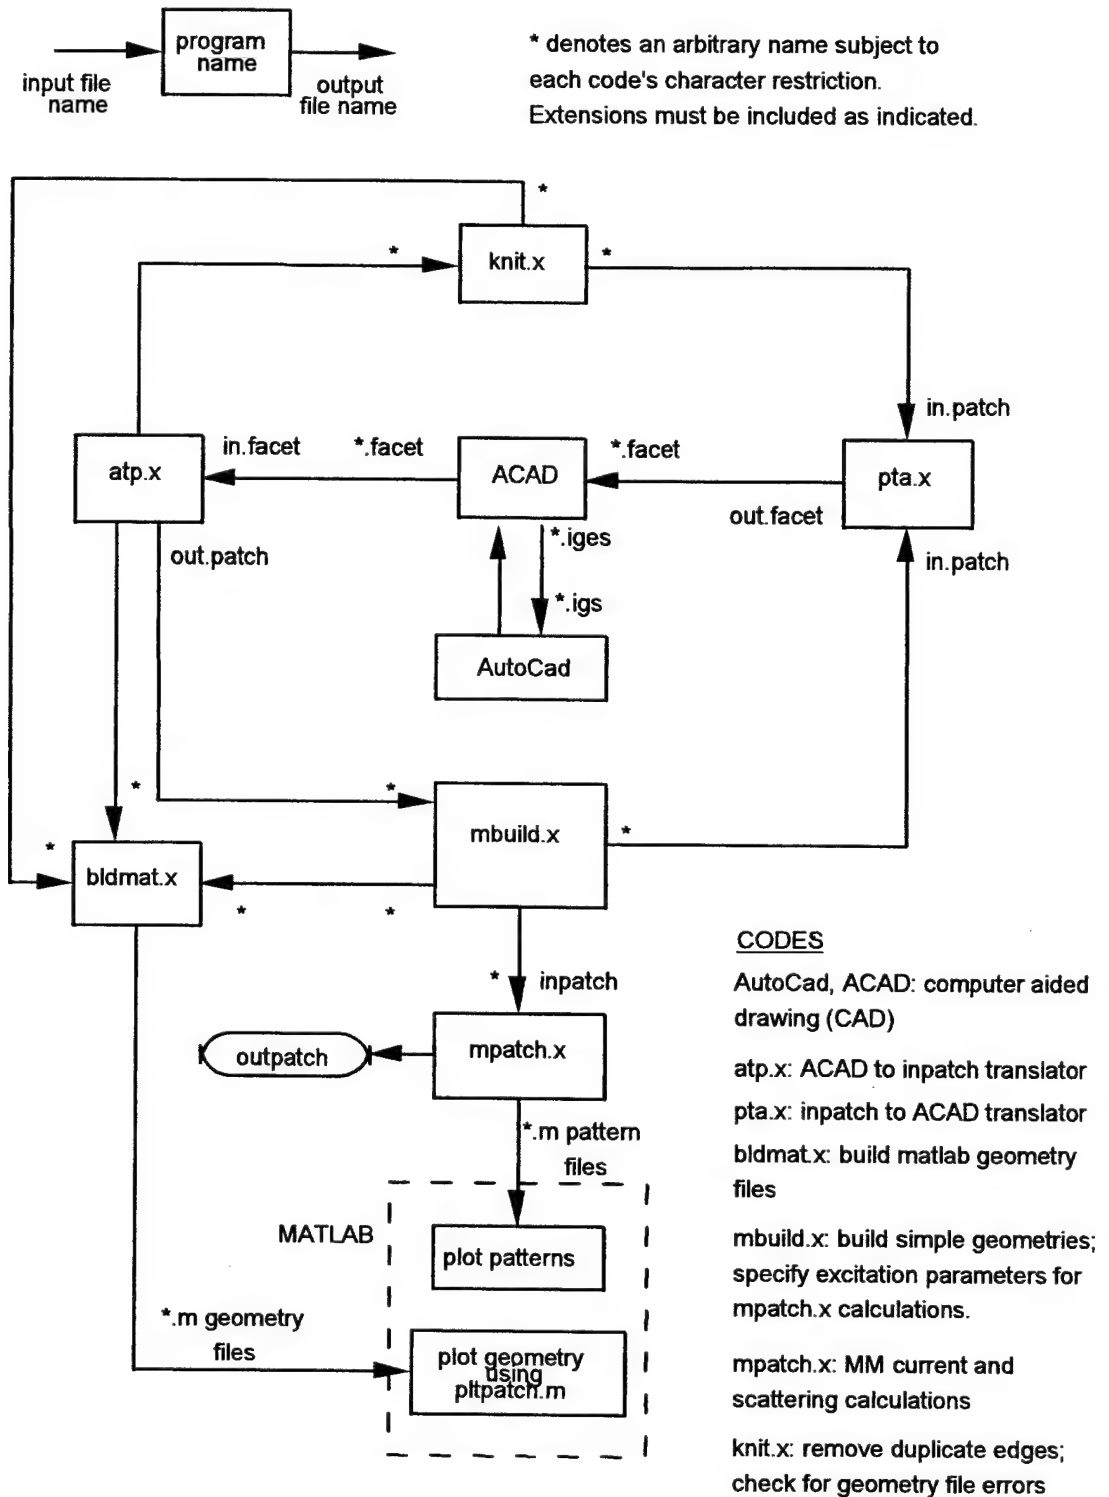 program
name
input file
name
output
file name
* denotes an arbitrary name subject to
each code's character restriction.
Extensions must be included as indicated.
*
*
knit.x
*
in.patch
atp.x
in.facet
*.facet
ACAD
*.facet
pta.x
out.facet
out.patch
*.iges
in.patch
*.igs
AutoCad
*
*
mbuild.x
*
*
bldmat.x
*
*
*
inpatch
outpatch
mpatch.x
*.m pattern
files
MATLAB
plot patterns
*.m geometry
files
plot geometry
using
pltpatch.m
CODES
AutoCad, ACAD: computer aided
drawing (CAD)
atp.x: ACAD to inpatch translator
pta.x: inpatch to ACAD translator
bldmat.x: build matlab geometry
files
mbuild.x: build simple geometries;
specify excitation parameters for
mpatch.x calculations.
mpatch.x: MM current and
scattering calculations
knit.x: remove duplicate edges;
check for geometry file errors